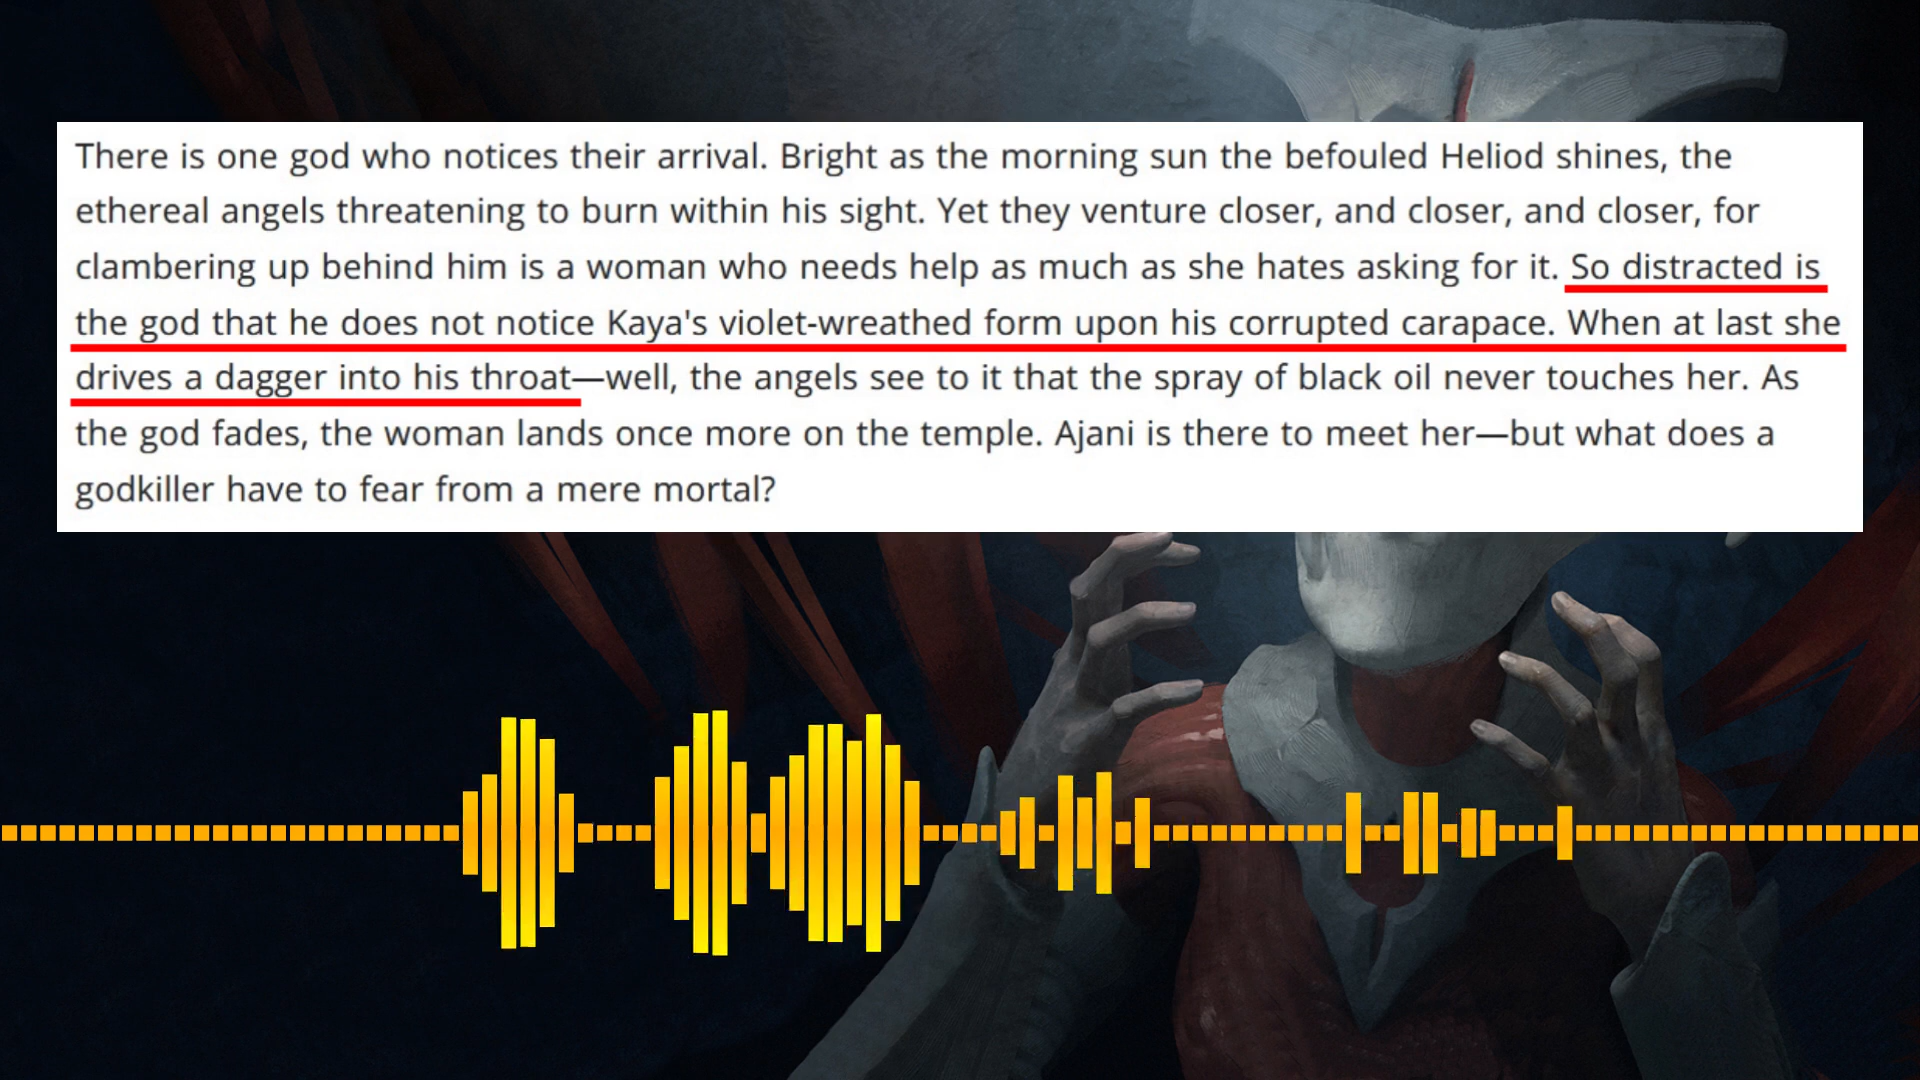 There is one god who notices their arrival. Bright as the morning sun the befouled Heliod shines, the
ethereal angels threatening to burn within his sight. Yet they venture closer, and closer, and closer, for
clambering up behind him is a woman who needs help as much as she hates asking for it. So distracted is
the god that he does not notice Kaya's violet-wreathed form upon his corrupted carapace. When at last she
drives a dagger into his throat—well, the angels see to it that the spray of black oil never touches her. As
the god fades, the woman lands once more on the temple. Ajani is there to meet her—but what does a
godkiller have to fear from a mere mortal?